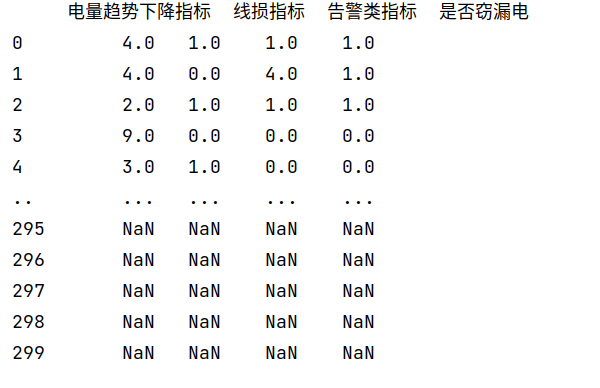 电量趋势下降指标 线损指标 告警类指标 是否窃漏电
0 4.0 1.0 1.0 1.0
1 4.0 0.0 4.0 1.0
2 2.0 1.0 1.0 1.0
3 9.0 0.0 0.0 0.0
4 3.0 1.0 0.0 0.0
.. ... ... ... ...
295 NaN NaN NaN NaN
296 NaN NaN NaN NaN
297 NaN NaN NaN NaN
298 NaN NaN NaN NaN
299 NaN NaN NaN NaN